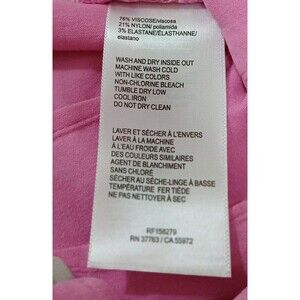 76% VISCOSE/viscosa
21% NYLON/ poliamida
3% ELASTANE/ÉLASTHANNE/
elastano
WASH AND DRY INSIDE OUT
MACHINE WASH COLD
WITH LIKE COLORS
NON-CHLORINE BLEACH
TUMBLE DRY LOW
COOL IRON
DO NOT DRY CLEAN
LAVER ET SÉCHER À L'ENVERS
LAVER À LA MACHINE
À L'EAU FROIDE AVEC
DES COULEURS SIMILAIRES
AGENT DE BLANCHIMENT
SANS CHLORÉ
SÉCHER AU SÈCHE-LINGE À BASSE
TEMPÉRATURE FER TIÈDE
NE PAS NETTOYER À SEC
RF158279
RN 37763 / CA 55972